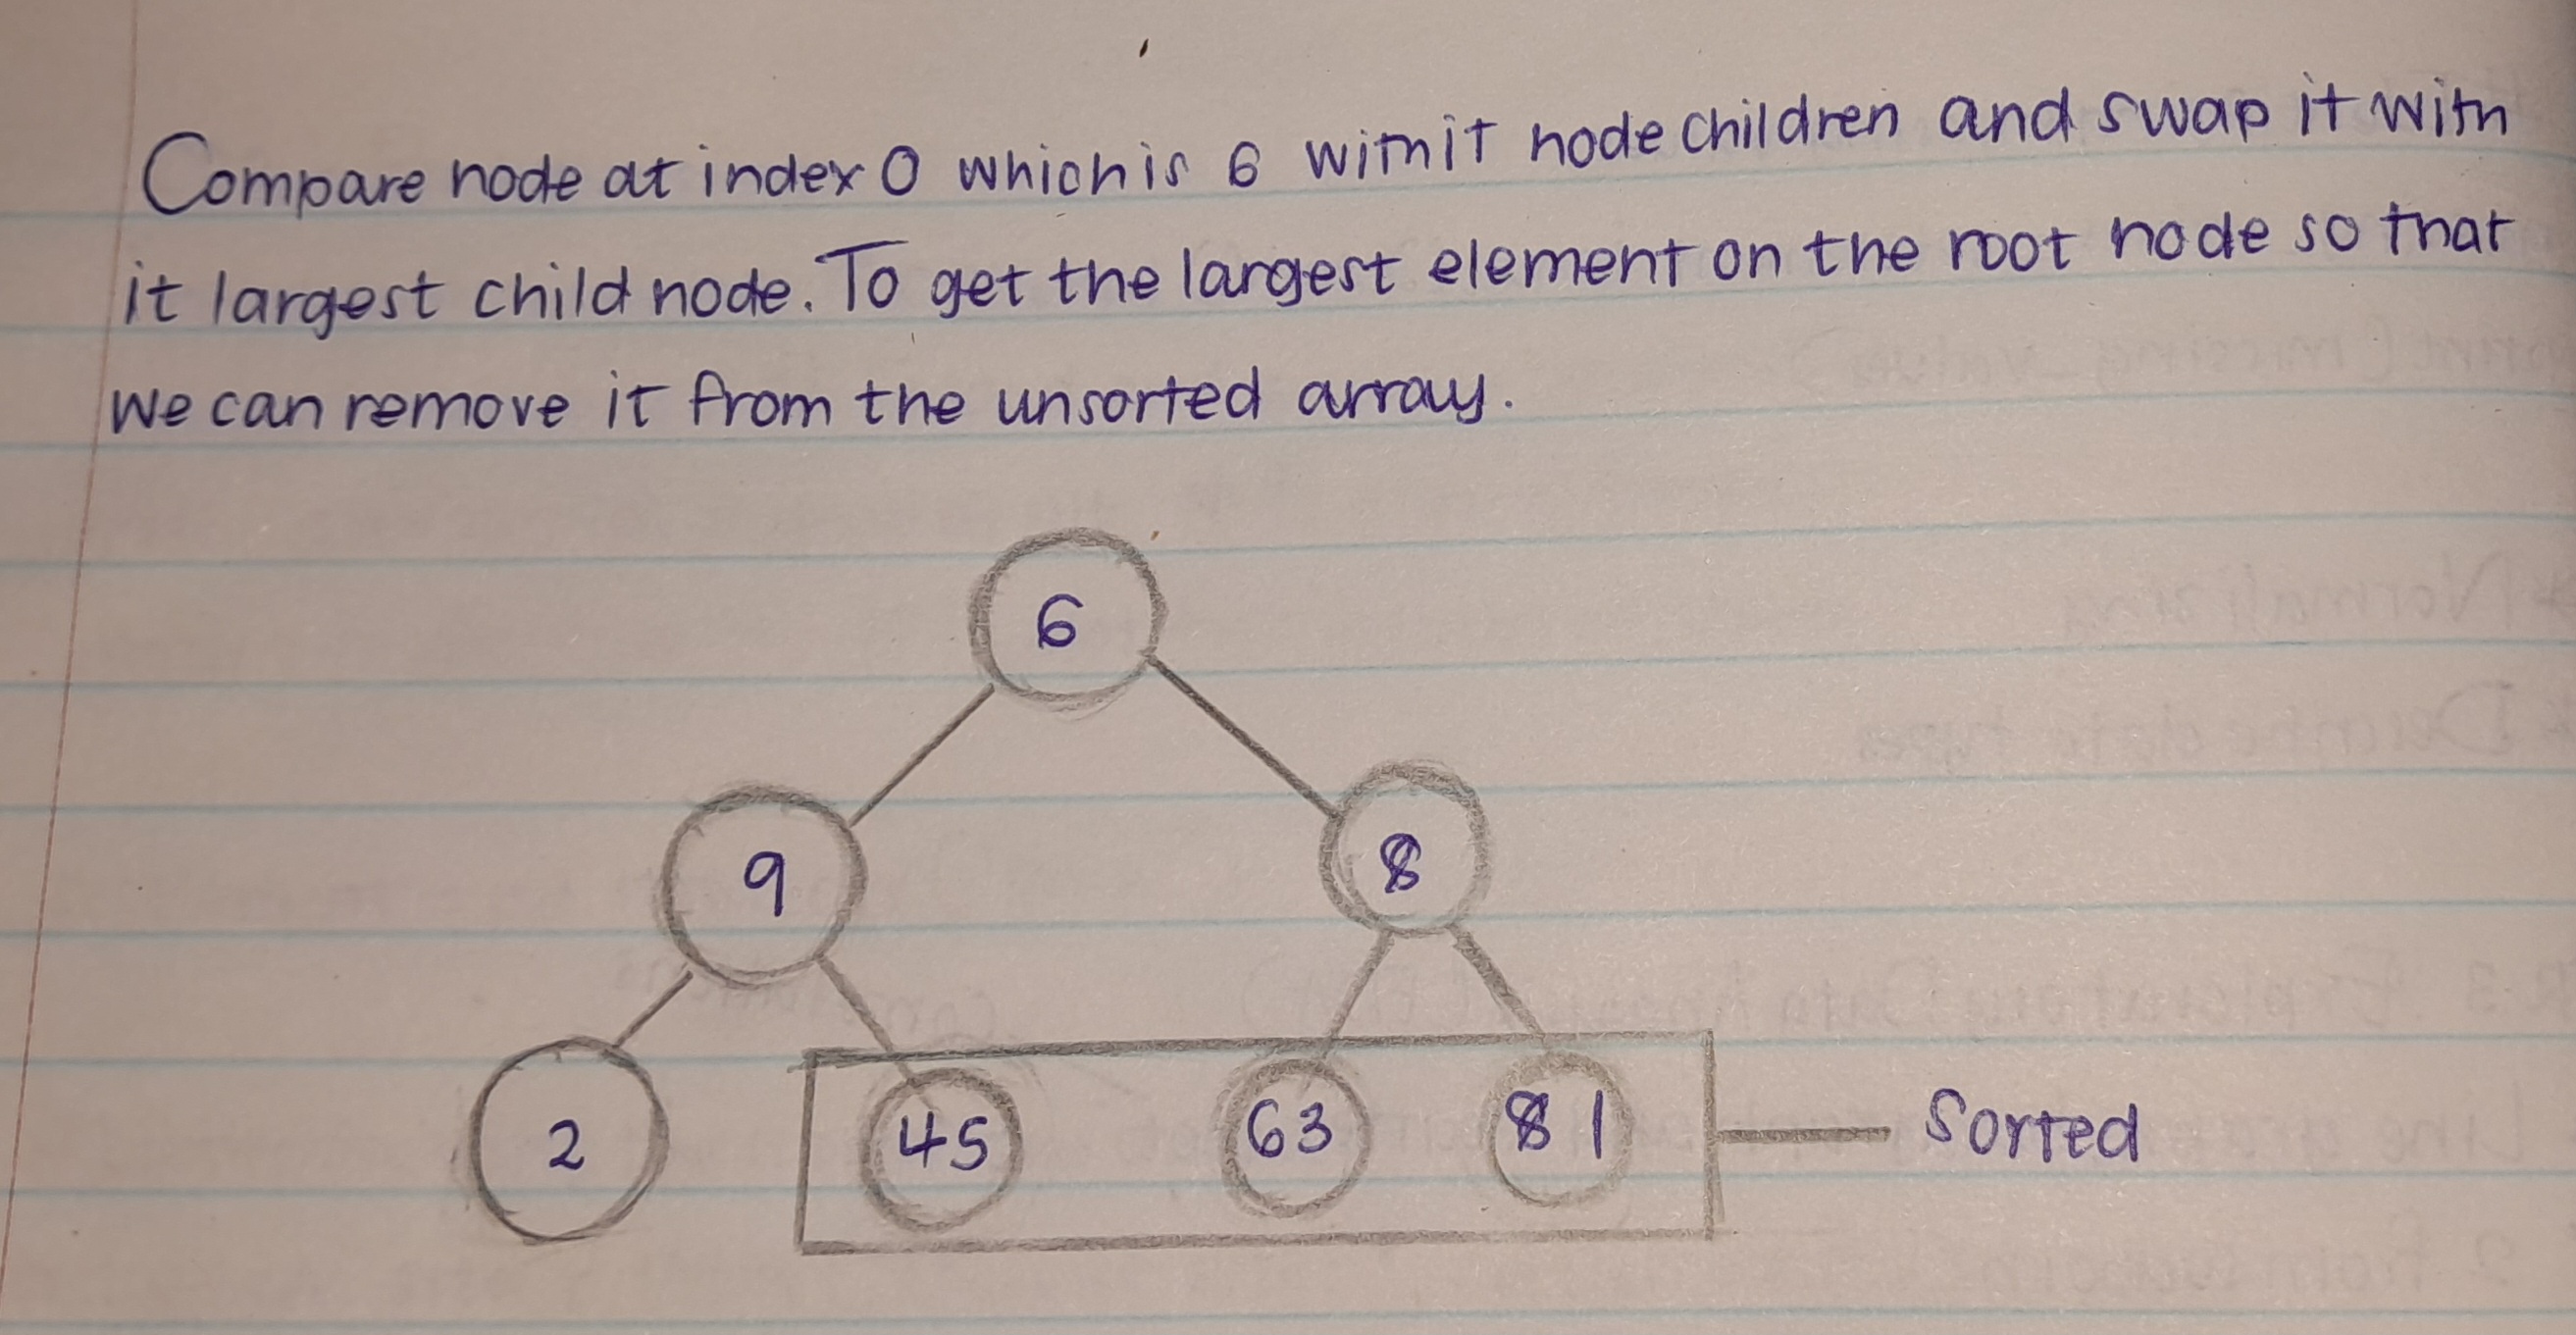 Compare node at index 0 which is 6 with it node children and swap it with
it largest child node. To get the largest element on the root node so that
we can remove it from the unsorted array.
6
9 8
2 45 63 81 Sorted